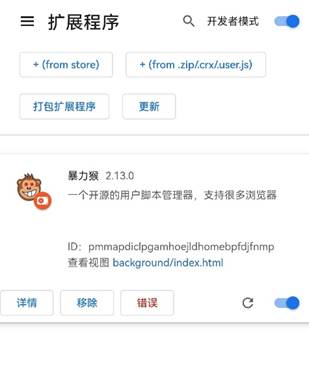 扩展程序
开发者模式
+ (from store)
+ (from .zip/.crx/.user.js)
打包扩展程序
更新
暴力猴 2.13.0
一个开源的用户脚本管理器，支持很多浏览器
ID：pmmapdiclpgamhoejldhomebpfdjfnmp
查看视图 background/index.html
详情
移除
错误